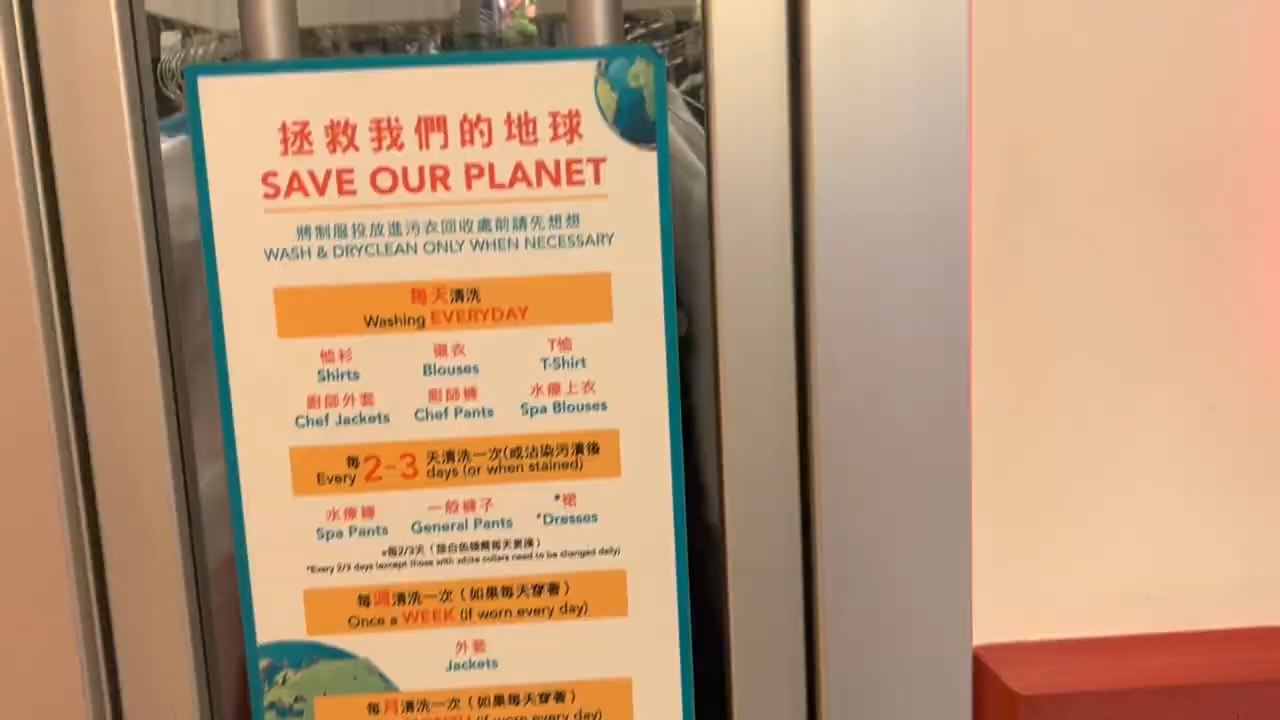 拯救我們的地球
SAVE OUR PLANET
將制服投放進污衣回收處前請先想想
WASH & DRYCLEAN ONLY WHEN NECESSARY
每天清洗
Washing EVERYDAY
恤衫 襯衣 T恤
Shirts Blouses T-Shirt
廚師外套 廚師褲 水療上衣
Chef Jackets Chef Pants Spa Blouses
每2-3天清洗一次(或沾染污漬後
Every 2-3 days (or when stained)
水療褲 一般褲子 *裙
Spa Pants General Pants *Dresses
*每2/3天（除白色領需每天更換）
*Every 2/3 days (except those with white collars need to be changed daily)
每週清洗一次（如果每天穿著）
Once a WEEK (if worn every day)
外套
Jackets
每月清洗一次（如果每天穿著）
(if worn every day)